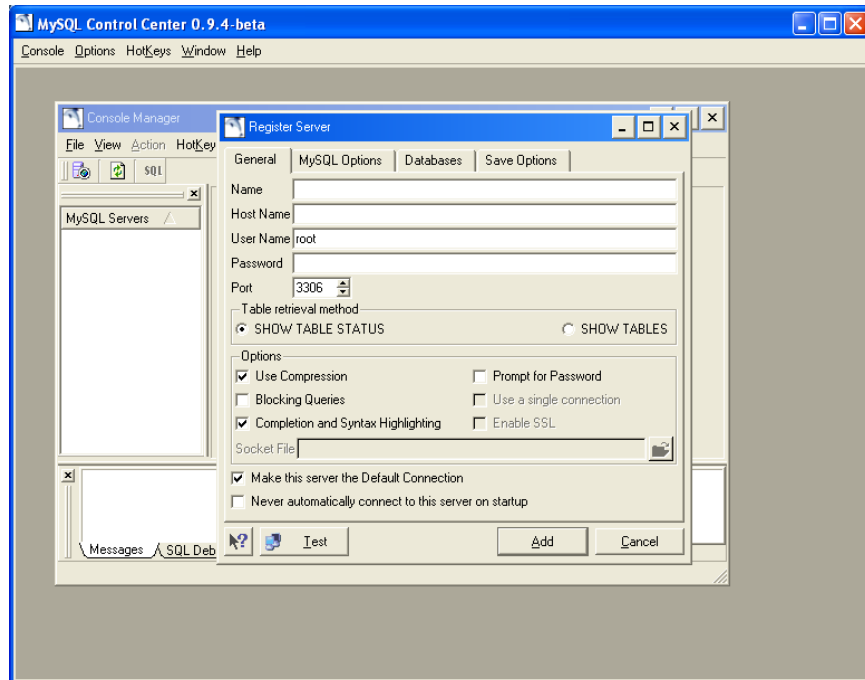 MySQL Control Center 0.9.4-beta
Console Options HotKeys Window Help
Console Manager
File View Action HotKey
SQL
MySQL Servers
Register Server
General MySQL Options Databases Save Options
Name
Host Name
User Name root
Password
Port 3306
Table retrieval method
SHOW TABLE STATUS SHOW TABLES
Options
Use Compression Prompt for Password
Blocking Queries Use a single connection
Completion and Syntax Highlighting Enable SSL
Socket File
Make this server the Default Connection
Never automatically connect to this server on startup
Test Add Cancel
Messages SQL Deb